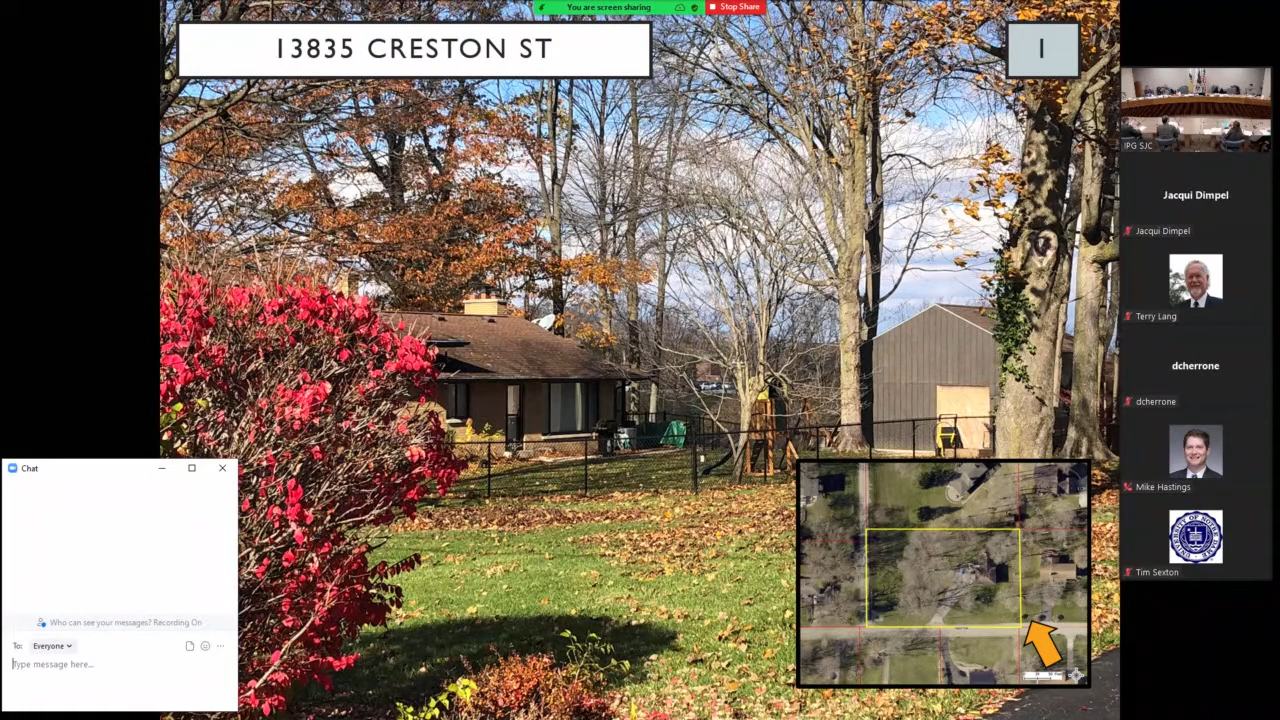 You are screen sharing
Stop Share
13835 CRESTON ST
1
IPG SJC
Jacqui Dimpel
Jacqui Dimpel
Terry Lang
dcherrone
dcherrone
Mike Hastings
Tim Sexton
Chat
Who can see your messages? Recording On
To: Everyone
Type message here...